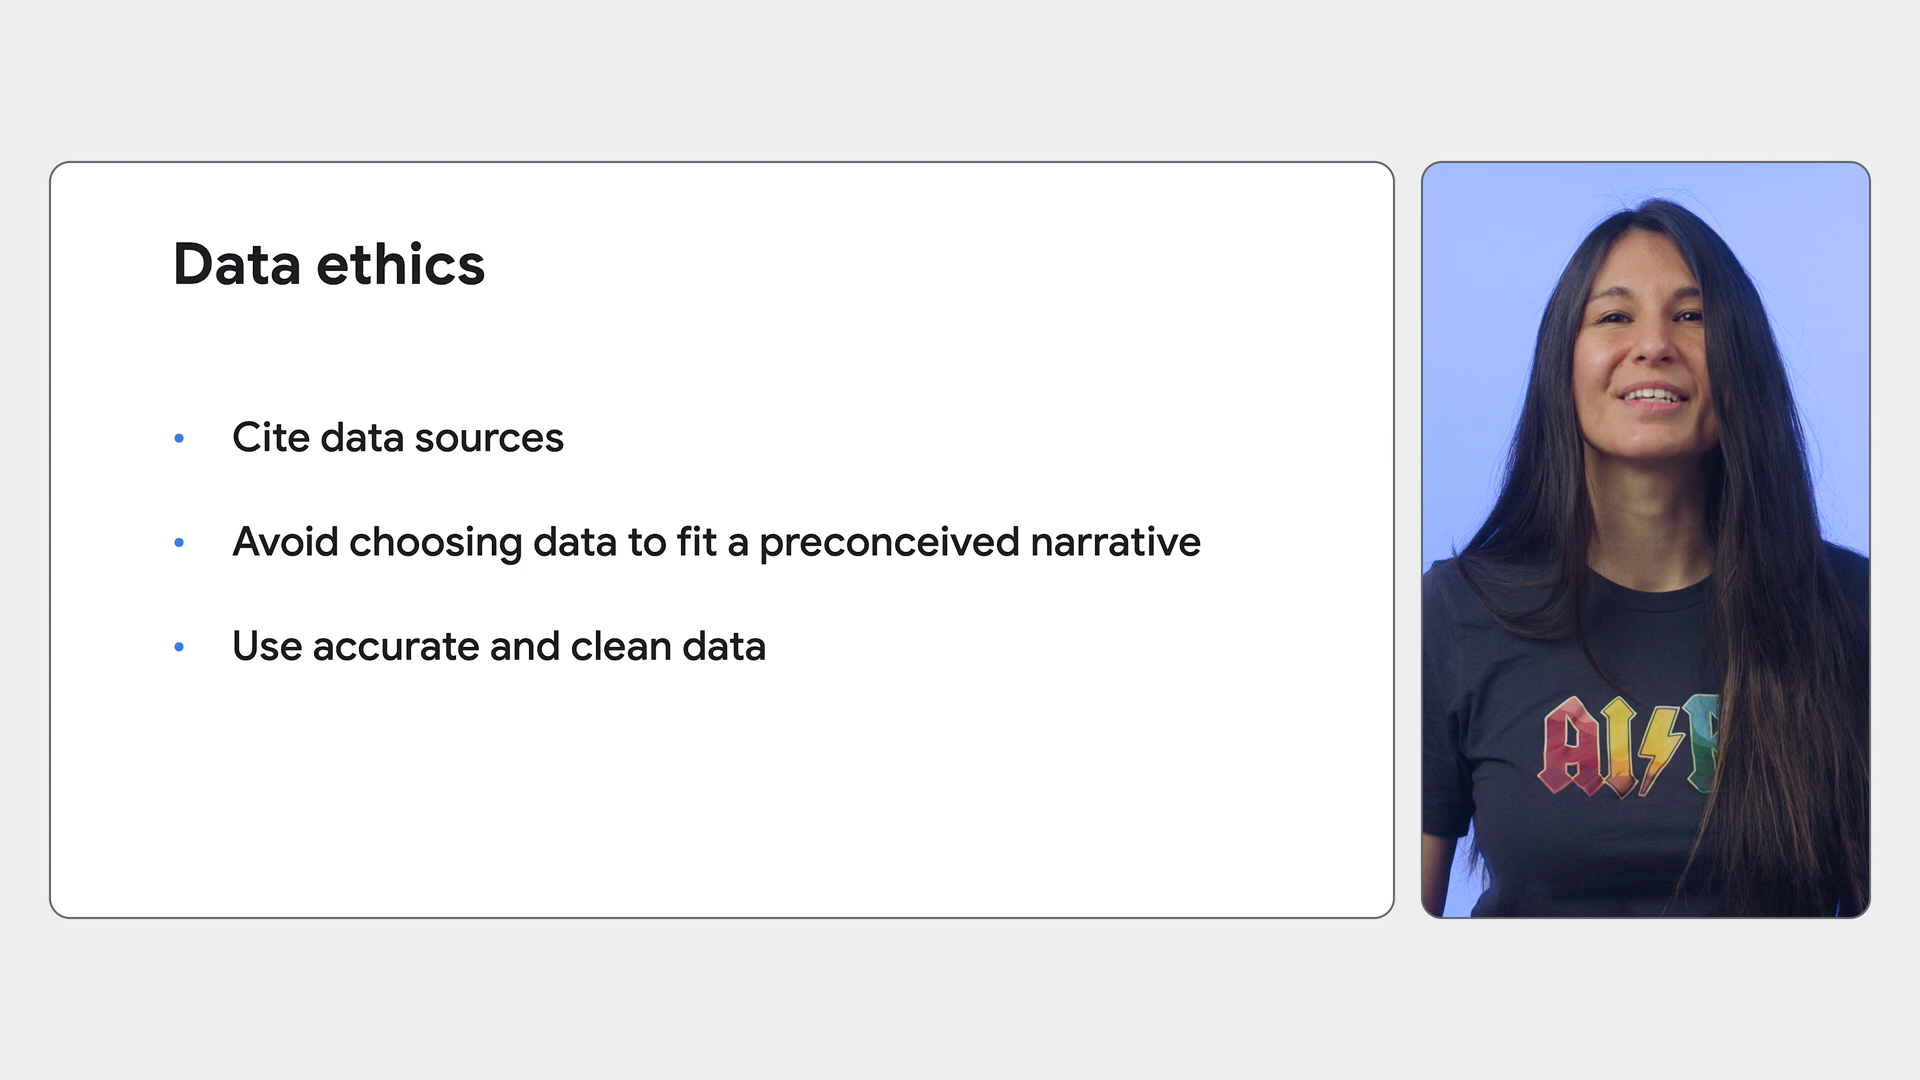 Data ethics
Cite data sources
Avoid choosing data to fit a preconceived narrative
Use accurate and clean data
AI